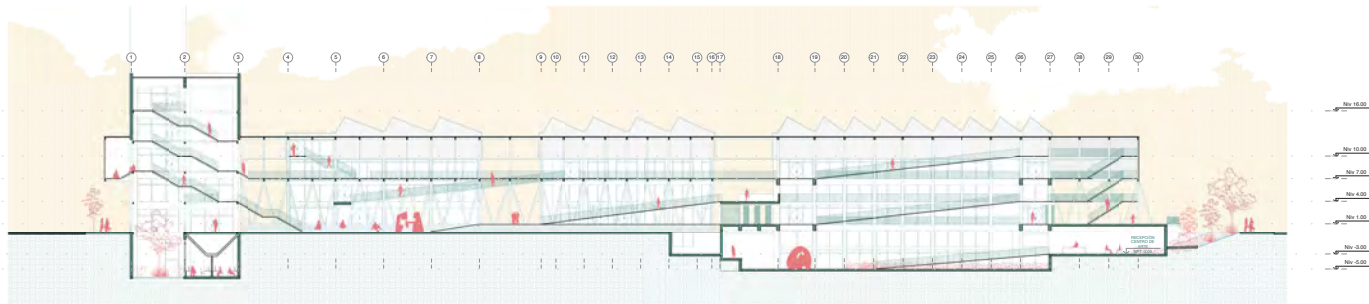 1 2 3 4 5 6 7 8 9 10 11 12 13 14 15 16 17 18 19 20 21 22 23 24 25 26 27 28 29 30
Niv 16.00
Niv 10.00
Niv 7.00
Niv 4.00
Niv 1.00
RECEPCIÓN
CENTRO DE
Niv -3.00
Niv -5.00